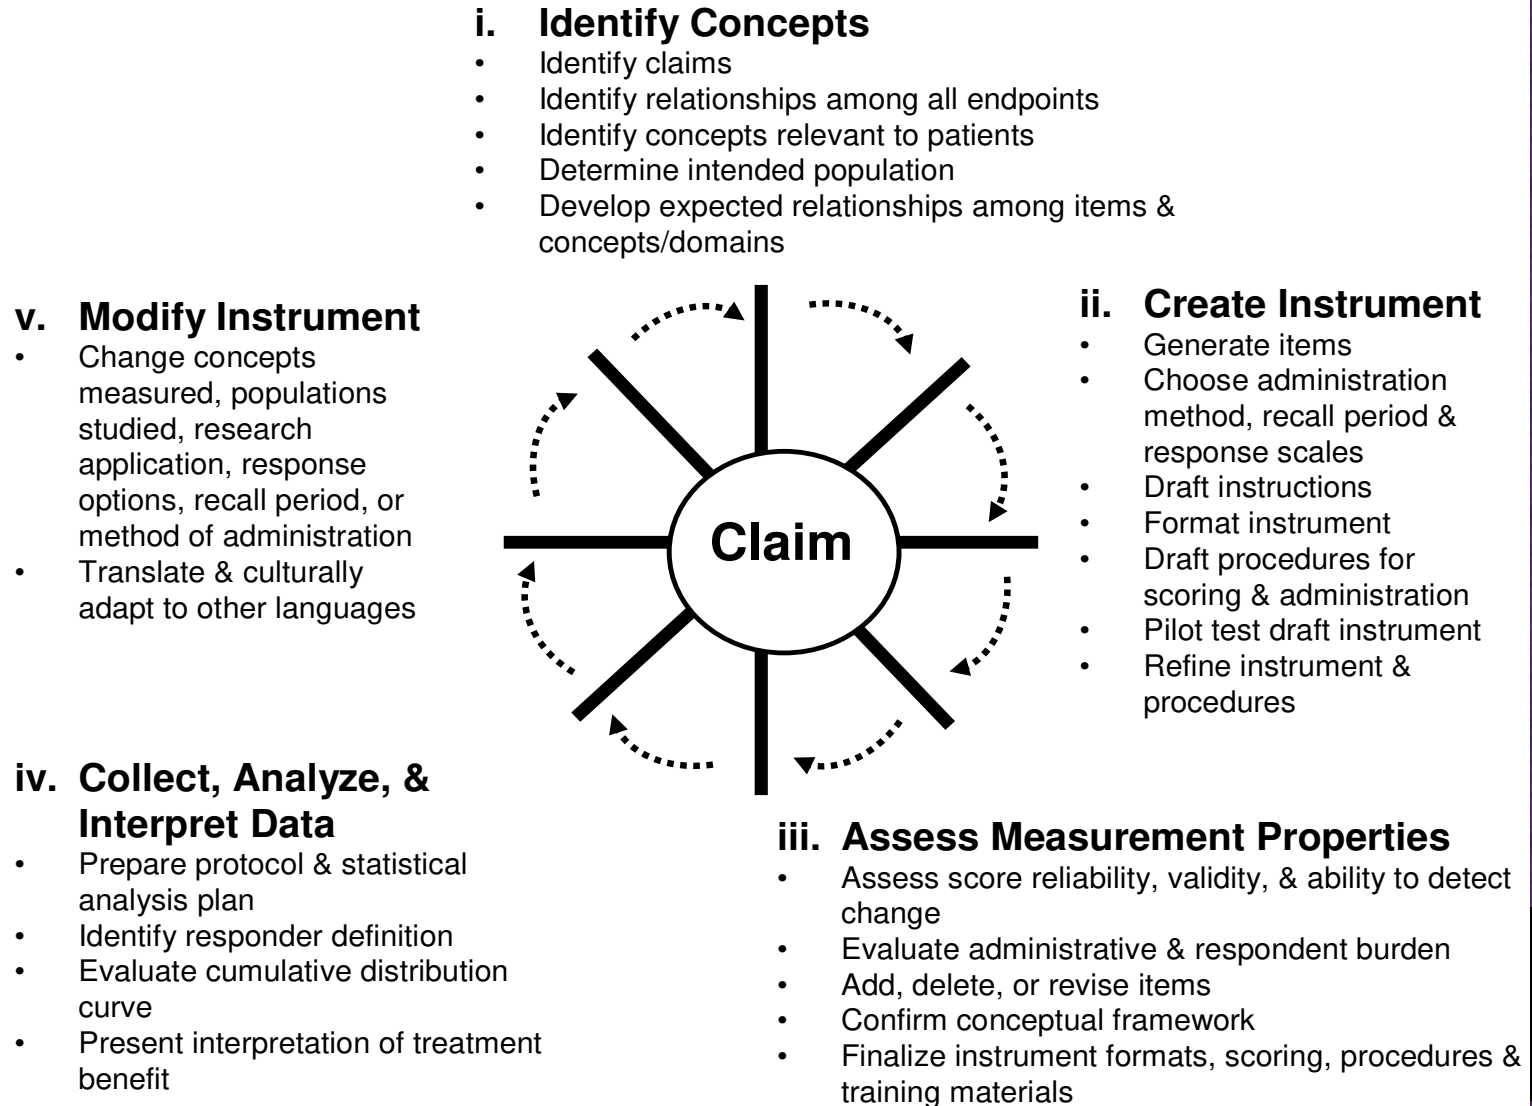 i. Identify Concepts
• Identify claims
• Identify relationships among all endpoints
• Identify concepts relevant to patients
• Determine intended population
• Develop expected relationships among items &
concepts/domains
ii. Create Instrument
• Generate items
• Choose administration
method, recall period &
response scales
• Draft instructions
• Format instrument
• Draft procedures for
scoring & administration
• Pilot test draft instrument
• Refine instrument &
procedures
Claim
iii. Assess Measurement Properties
• Assess score reliability, validity, & ability to detect
change
• Evaluate administrative & respondent burden
• Add, delete, or revise items
• Confirm conceptual framework
• Finalize instrument formats, scoring, procedures &
training materials
iv. Collect, Analyze, &
Interpret Data
• Prepare protocol & statistical
analysis plan
• Identify responder definition
• Evaluate cumulative distribution
curve
• Present interpretation of treatment
benefit
v. Modify Instrument
• Change concepts
measured, populations
studied, research
application, response
options, recall period, or
method of administration
• Translate & culturally
adapt to other languages